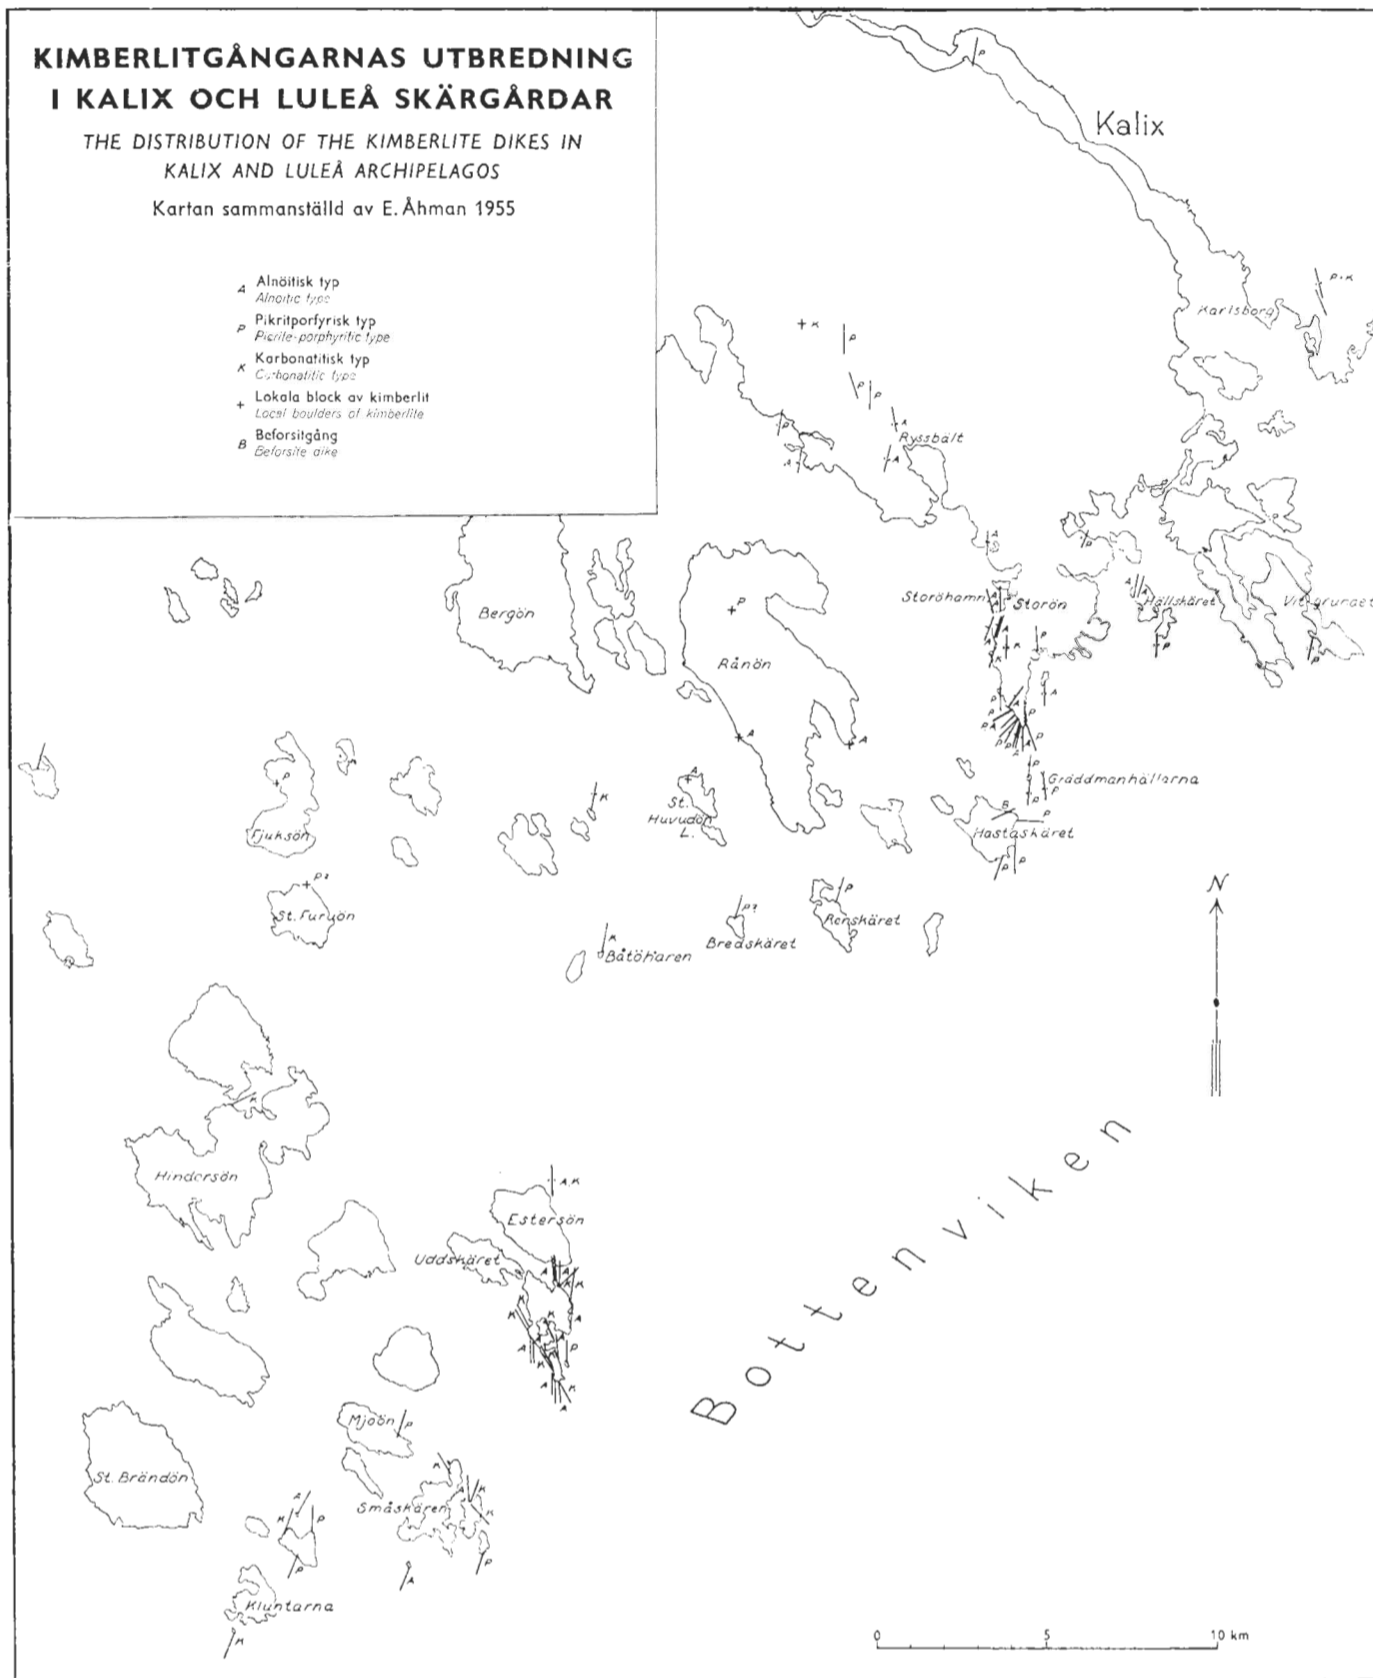 KIMBERLITGÅNGARNAS UTBREDNING
I KALIX OCH LULEÅ SKÄRGÅRDAR
THE DISTRIBUTION OF THE KIMBERLITE DIKES IN
KALIX AND LULEÅ ARCHIPELAGOS
Kartan sammanställd av E. Åhman 1955
A Alnöitisk typ
Alnoitic type
P Pikritporfyrisk typ
Picrite-porphyritic type
K Karbonatitisk typ
Carbonatitic type
+ Lokala block av kimberlit
Local boulders of kimberlite
B Beforsitgång
Beforsite dike
P
Kalix
P+K
Karlsborg
K
P
P
P
A
P
Ryssbält
A
A
A
P
Storöhamn
Storön
Hällskäret
Bergön
P
Rånön
A
A
Gräddmanhällorna
P
Fjuksön
K
A
St.
Huvudön
L.
B
P
Hastaskäret
P
P
St. Furuön
P?
Bredskäret
P
Renskäret
K
Båtöharen
N
K
Hindersön
A,K
Estersön
Uddskäret
Bottenviken
Mjoön
P
St. Brändön
Småskären
K
A
K
K
A
K
P
P
P
A
Kluntarna
K
0 5 10 km